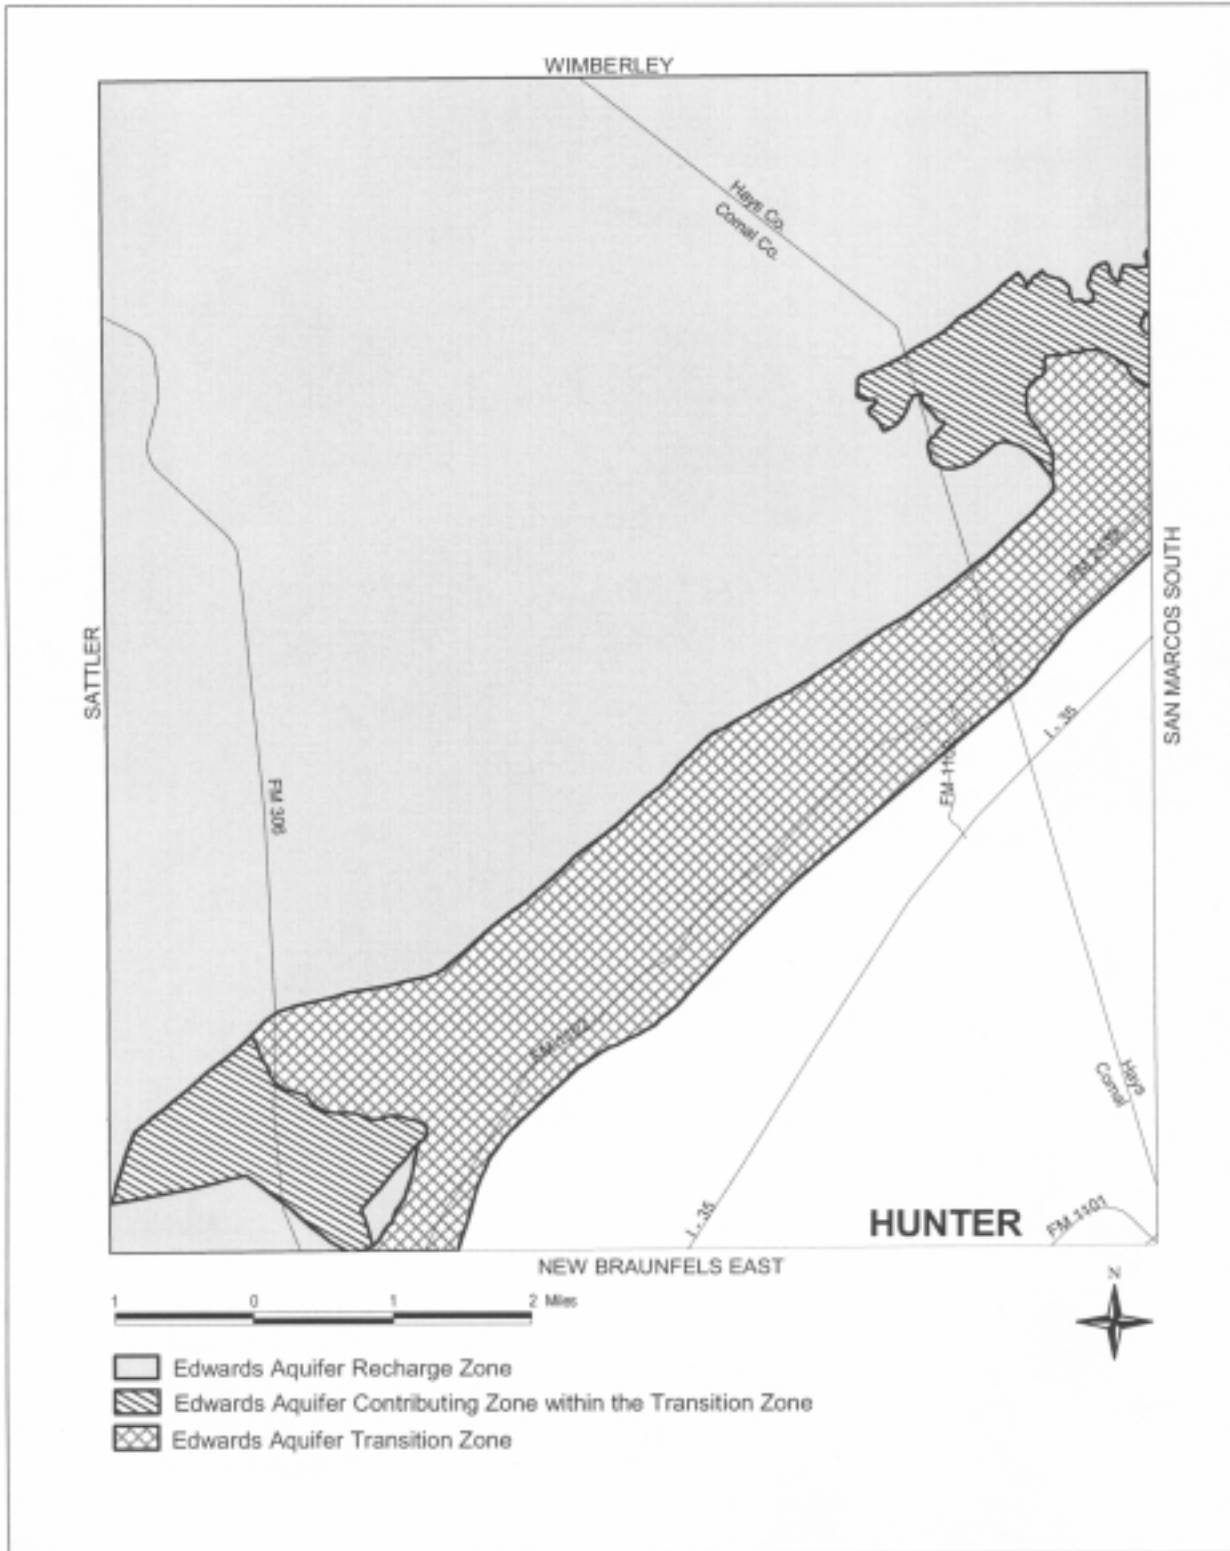 WIMBERLEY
Hays Co.
Comal Co.
SATTLER
SAN MARCOS SOUTH
I - 35
FM 306
FM-1102
Hays
Comal
I - 35
HUNTER
FM-1101
NEW BRAUNFELS EAST
1 0 1 2 Miles
N
Edwards Aquifer Recharge Zone
Edwards Aquifer Contributing Zone within the Transition Zone
Edwards Aquifer Transition Zone